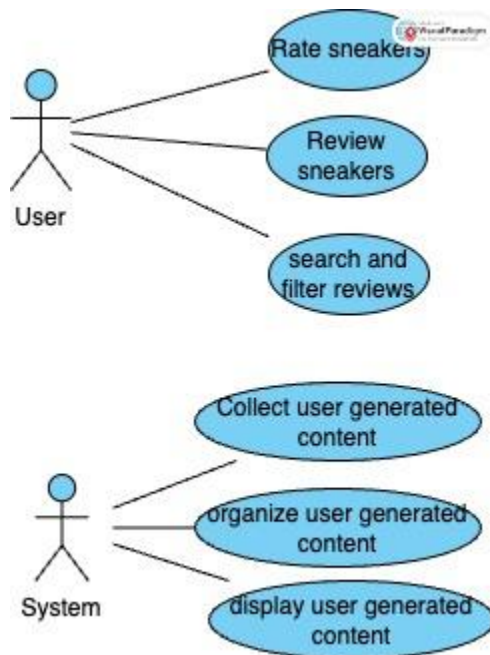 Rate sneakers
Visual Paradigm
Review
sneakers
User
search and
filter reviews
Collect user generated
content
organize user generated
content
System
display user generated
content